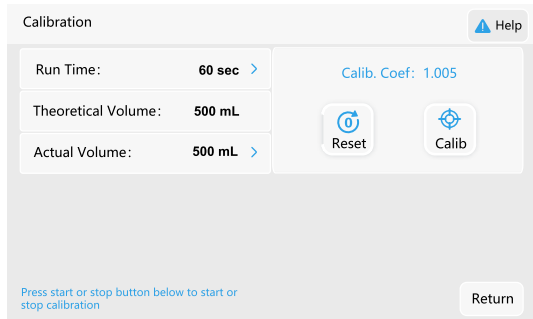 Calibration
Help
Run Time: 60 sec
Theoretical Volume: 500 mL
Actual Volume: 500 mL
Calib. Coef: 1.005
0
Reset
Calib
Press start or stop button below to start or
stop calibration
Return